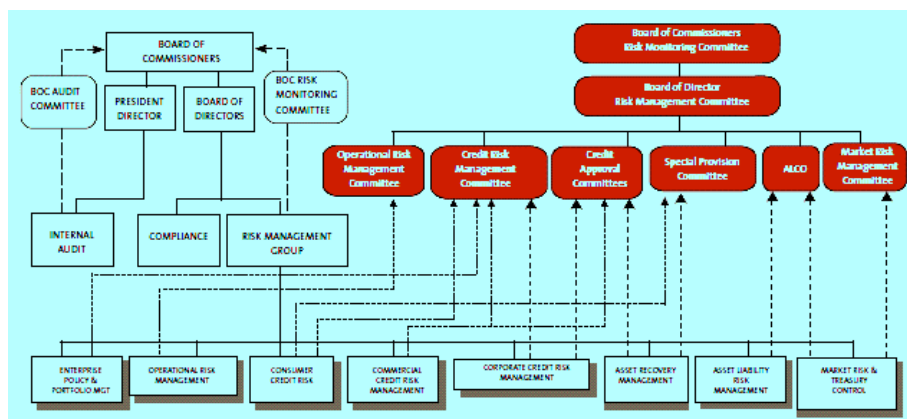 BOARD OF
COMMISSIONERS
BOC AUDIT
COMMITTEE
PRESIDENT
DIRECTOR
BOARD OF
DIRECTORS
BOC RISK
MONITORING
COMMITTEE
INTERNAL
AUDIT
COMPLIANCE
RISK MANAGEMENT
GROUP
Board of Commissioners
Risk Monitoring Committee
Board of Director
Risk Management Committee
Operational Risk
Management
Committee
Credit Risk
Management
Committee
Credit
Approval
Committees
Special Provision
Committee
ALCO
Market Risk
Management
Committee
ENTERPRISE
POLICY &
PORTFOLIO MGT
OPERATIONAL RISK
MANAGEMENT
CONSUMER
CREDIT RISK
COMMERCIAL
CREDIT RISK
MANAGEMENT
CORPORATE CREDIT RISK
MANAGEMENT
ASSET RECOVERY
MANAGEMENT
ASSET LIABILITY
RISK MANAGEMENT
MARKET RISK &
TREASURY
CONTROL